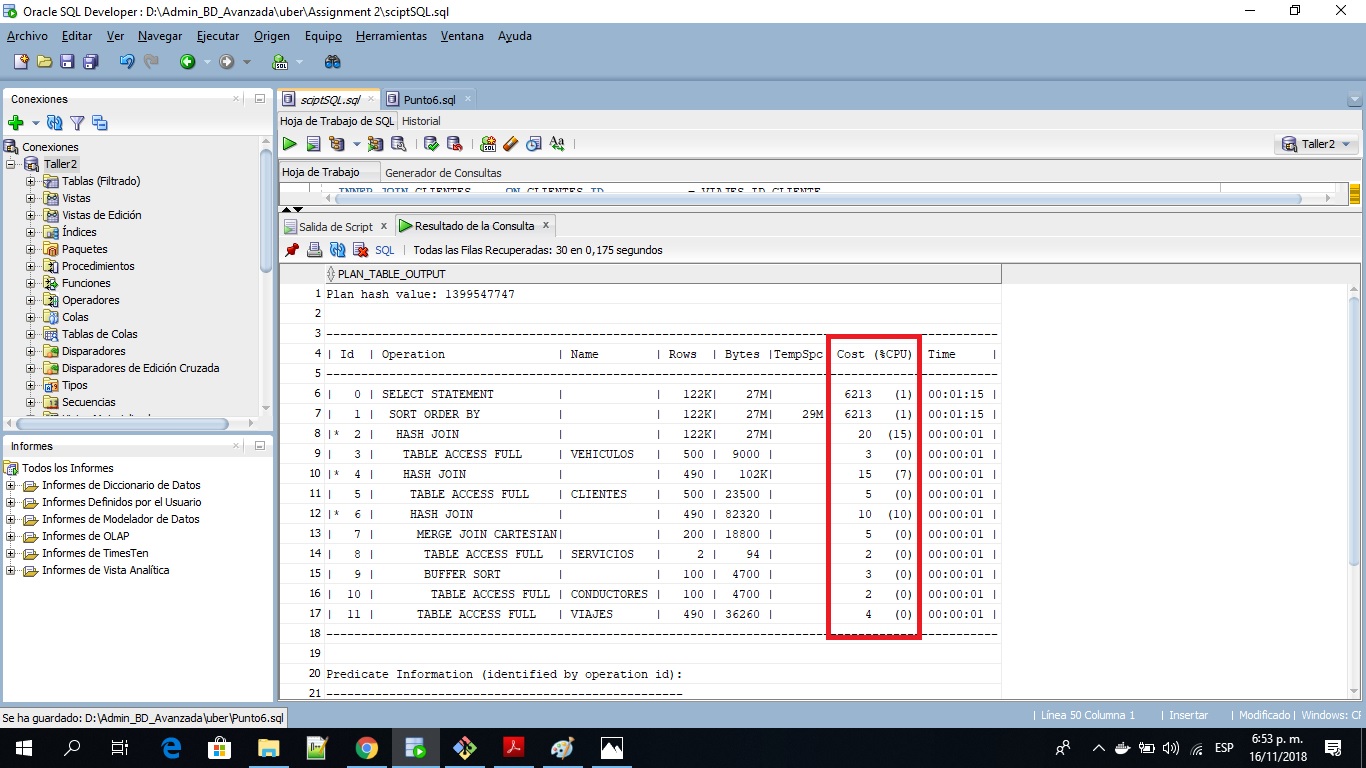 Oracle SQL Developer : D:\Admin_BD_Avanzada\uber\Assignment 2\sciptSQL.sql
Archivo Editar Ver Navegar Ejecutar Origen Equipo Herramientas Ventana Ayuda
Conexiones
Conexiones
Taller2
Tablas (Filtrado)
Vistas
Vistas de Edición
Índices
Paquetes
Procedimientos
Funciones
Operadores
Colas
Tablas de Colas
Disparadores
Disparadores de Edición Cruzada
Tipos
Secuencias
Informes
Todos los Informes
Informes de Diccionario de Datos
Informes Definidos por el Usuario
Informes de Modelador de Datos
Informes de OLAP
Informes de TimesTen
Informes de Vista Analítica
sciptSQL.sql Punto6.sql
Hoja de Trabajo de SQL Historial
Taller2
Hoja de Trabajo Generador de Consultas
INNER JOIN CLIENTES ON CLIENTES.ID = VIAJES.ID_CLIENTE
Salida de Script x Resultado de la Consulta x
SQL | Todas las Filas Recuperadas: 30 en 0,175 segundos
PLAN_TABLE_OUTPUT
1 Plan hash value: 1399547747
2
3 ------------------------------------------------------------------------------------------------
4 | Id | Operation | Name | Rows | Bytes |TempSpc| Cost (%CPU)| Time |
5 ------------------------------------------------------------------------------------------------
6 | 0 | SELECT STATEMENT | | 122K| 27M| | 6213 (1)| 00:01:15 |
7 | 1 | SORT ORDER BY | | 122K| 27M| 29M| 6213 (1)| 00:01:15 |
8 |* 2 | HASH JOIN | | 122K| 27M| | 20 (15)| 00:00:01 |
9 | 3 | TABLE ACCESS FULL | VEHICULOS | 500 | 9000 | | 3 (0)| 00:00:01 |
10 |* 4 | HASH JOIN | | 490 | 102K| | 15 (7)| 00:00:01 |
11 | 5 | TABLE ACCESS FULL | CLIENTES | 500 | 23500 | | 5 (0)| 00:00:01 |
12 |* 6 | HASH JOIN | | 490 | 82320 | | 10 (10)| 00:00:01 |
13 | 7 | MERGE JOIN CARTESIAN| | 200 | 18800 | | 5 (0)| 00:00:01 |
14 | 8 | TABLE ACCESS FULL | SERVICIOS | 2 | 94 | | 2 (0)| 00:00:01 |
15 | 9 | BUFFER SORT | | 100 | 4700 | | 3 (0)| 00:00:01 |
16 | 10 | TABLE ACCESS FULL | CONDUCTORES | 100 | 4700 | | 2 (0)| 00:00:01 |
17 | 11 | TABLE ACCESS FULL | VIAJES | 490 | 36260 | | 4 (0)| 00:00:01 |
18 ------------------------------------------------------------------------------------------------
19
20 Predicate Information (identified by operation id):
21 ---------------------------------------------------
Se ha guardado: D:\Admin_BD_Avanzada\uber\Punto6.sql
| Línea 50 Columna 1 | Insertar | Modificado | Windows: CF
ESP
6:53 p. m.
16/11/2018